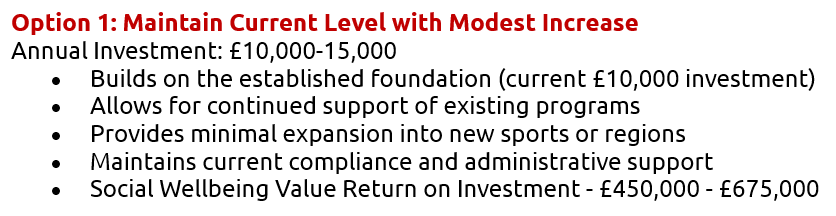 Option 1: Maintain Current Level with Modest Increase
Annual Investment: £10,000-15,000
• Builds on the established foundation (current £10,000 investment)
• Allows for continued support of existing programs
• Provides minimal expansion into new sports or regions
• Maintains current compliance and administrative support
• Social Wellbeing Value Return on Investment - £450,000 - £675,000